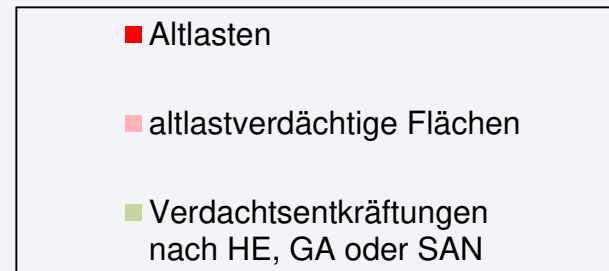 Altlasten
altlastverdächtige Flächen
Verdachtsentkräftungen
nach HE, GA oder SAN